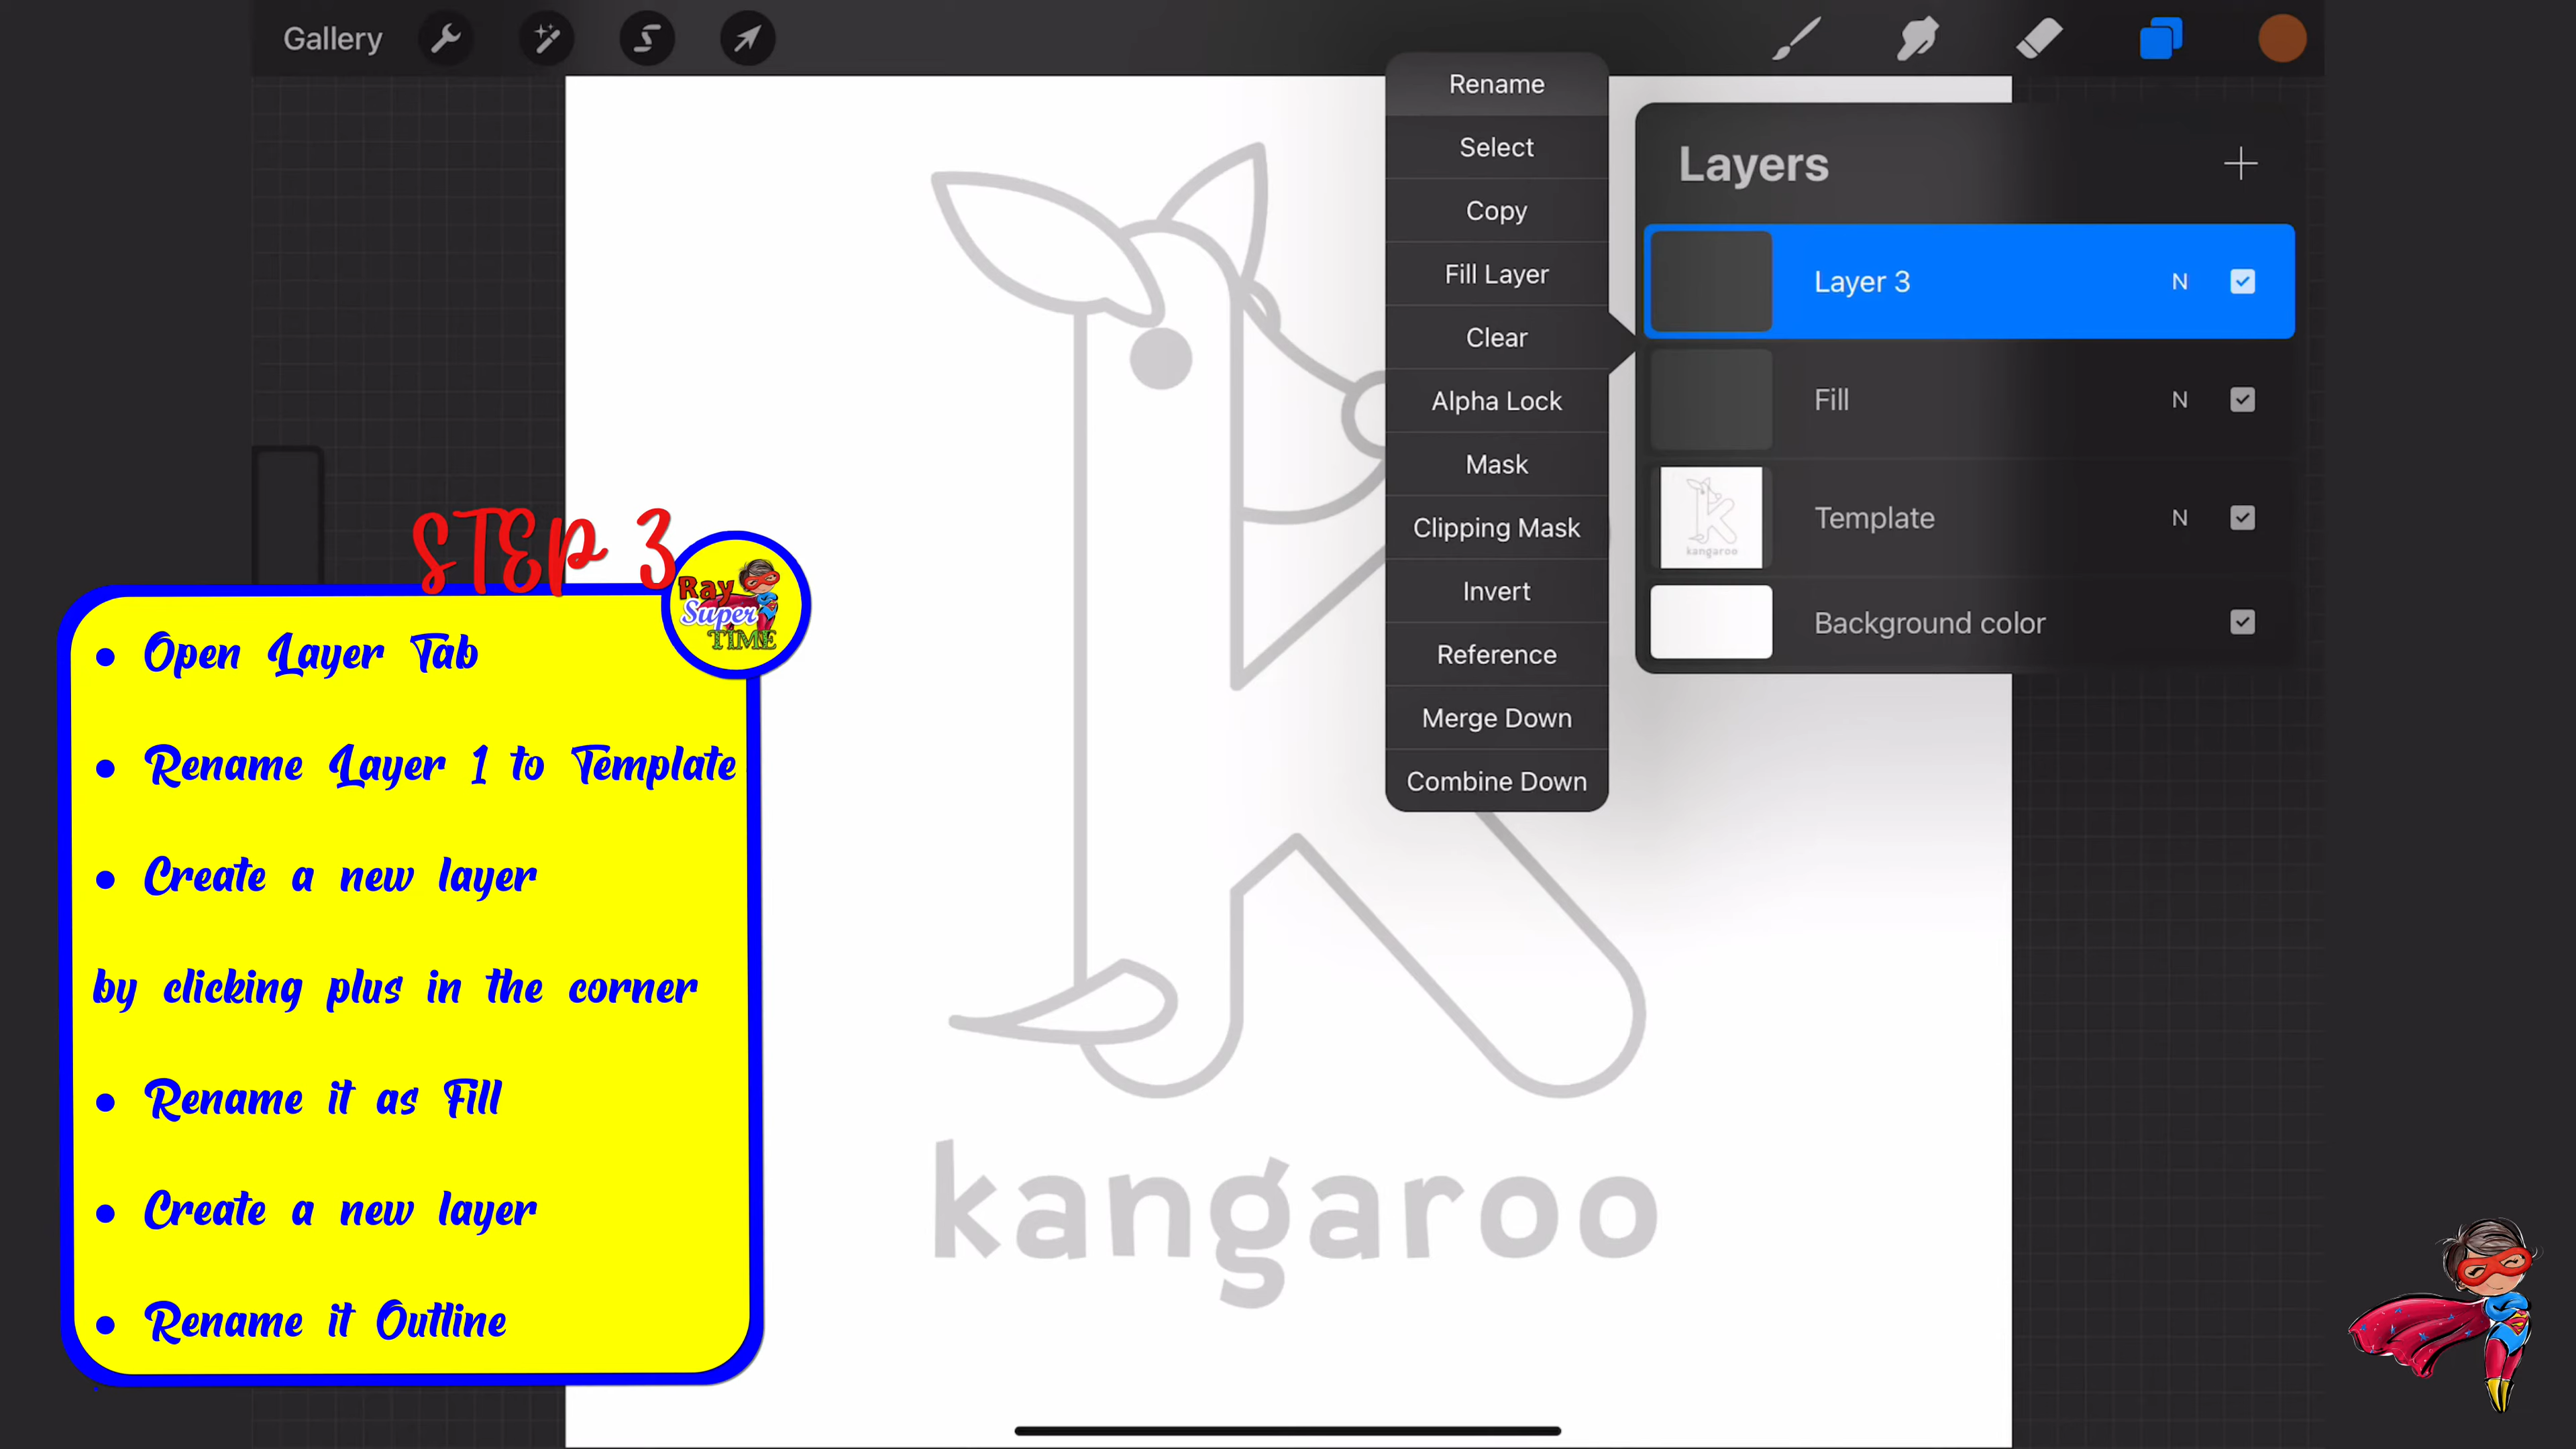 Gallery
Rename
Select
Copy
Fill Layer
Clear
Alpha Lock
Mask
Clipping Mask
Invert
Reference
Merge Down
Combine Down
Layers
Layer 3 N
Fill N
Template N
kangaroo
Background color
STEP 3
Ray
Super
TIME
• Open Layer Tab
• Rename Layer 1 to Template
• Create a new layer
by clicking plus in the corner
• Rename it as Fill
• Create a new layer
• Rename it Outline
kangaroo